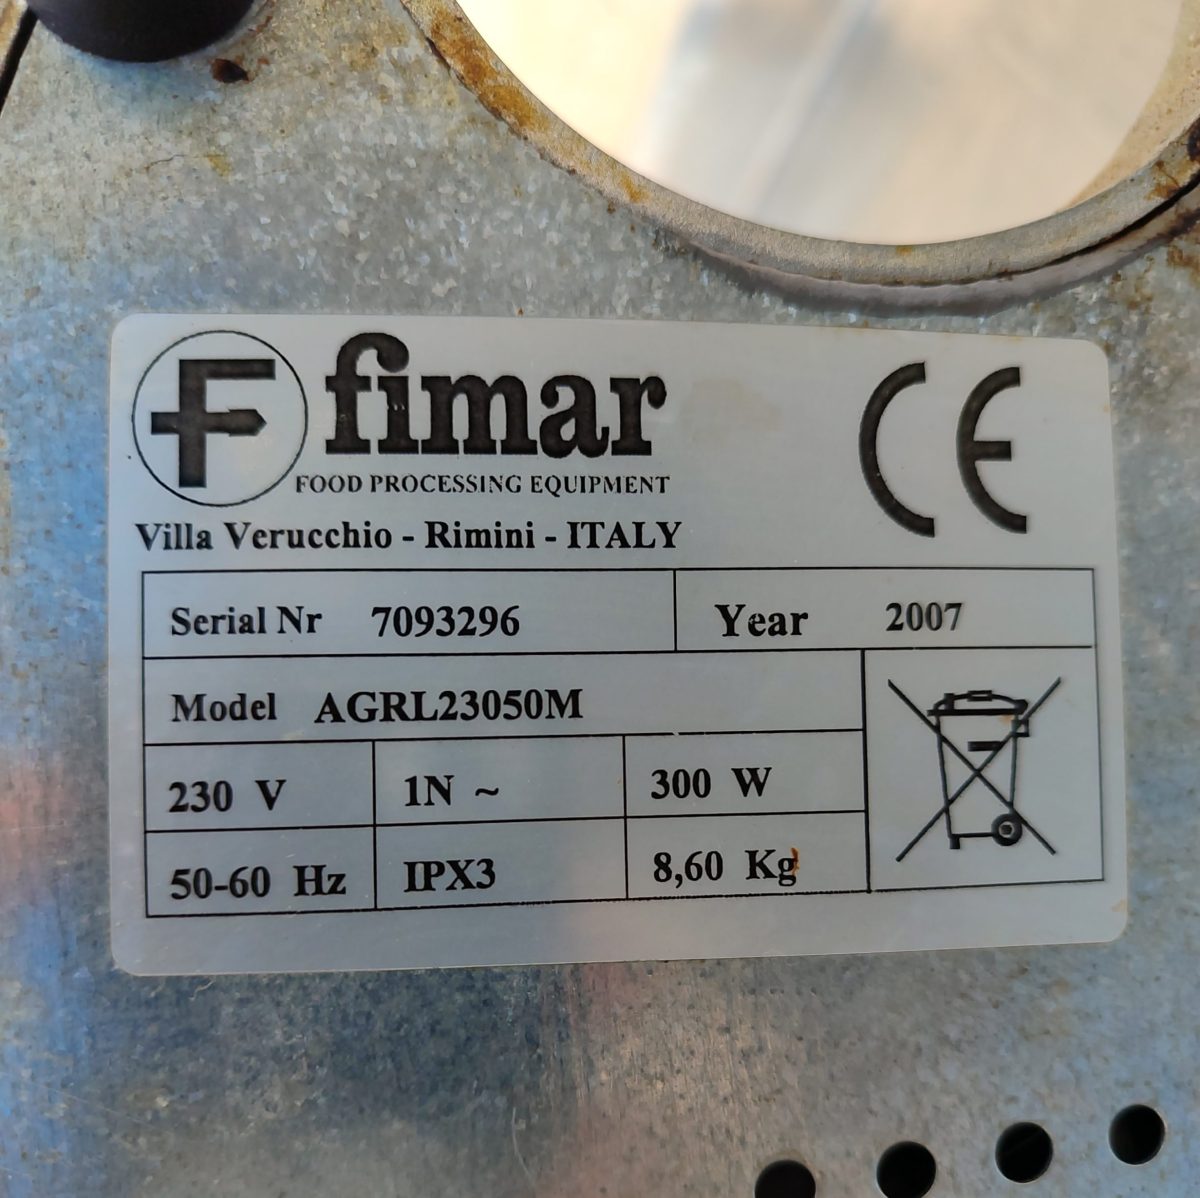 F fimar
FOOD PROCESSING EQUIPMENT
CE
Villa Verucchio - Rimini - ITALY
Serial Nr 7093296 Year 2007
Model AGRL23050M
230 V 1N ~ 300 W
50-60 Hz IPX3 8,60 Kg